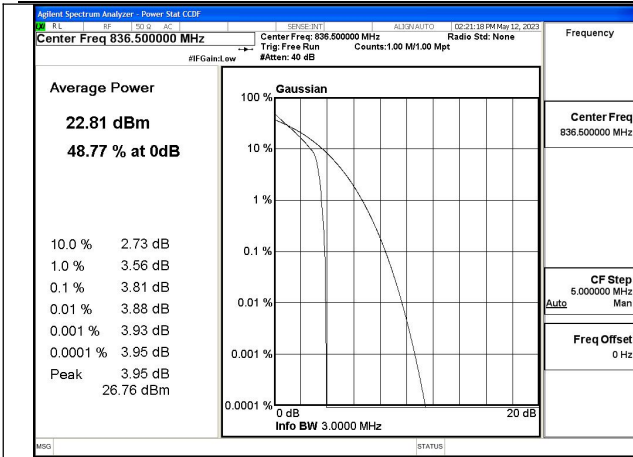 Agilent Spectrum Analyzer - Power Stat CCDF
RL RF 50 Ω AC SENSE:INT ALIGN AUTO 02:21:18 PM May 12, 2023
Center Freq 836.500000 MHz
Center Freq: 836.500000 MHz Radio Std: None
Trig: Free Run Counts:1.00 M/1.00 Mpt
#IFGain:Low #Atten: 40 dB
Frequency
Average Power
22.81 dBm
48.77 % at 0dB
10.0 % 2.73 dB
1.0 % 3.56 dB
0.1 % 3.81 dB
0.01 % 3.88 dB
0.001 % 3.93 dB
0.0001 % 3.95 dB
Peak 3.95 dB
26.76 dBm
Gaussian
100 %
10 %
1 %
0.1 %
0.01 %
0.001 %
0.0001 %
0 dB 20 dB
Info BW 3.0000 MHz
Center Freq
836.500000 MHz
CF Step
5.000000 MHz
Auto Man
Freq Offset
0 Hz
MSG STATUS